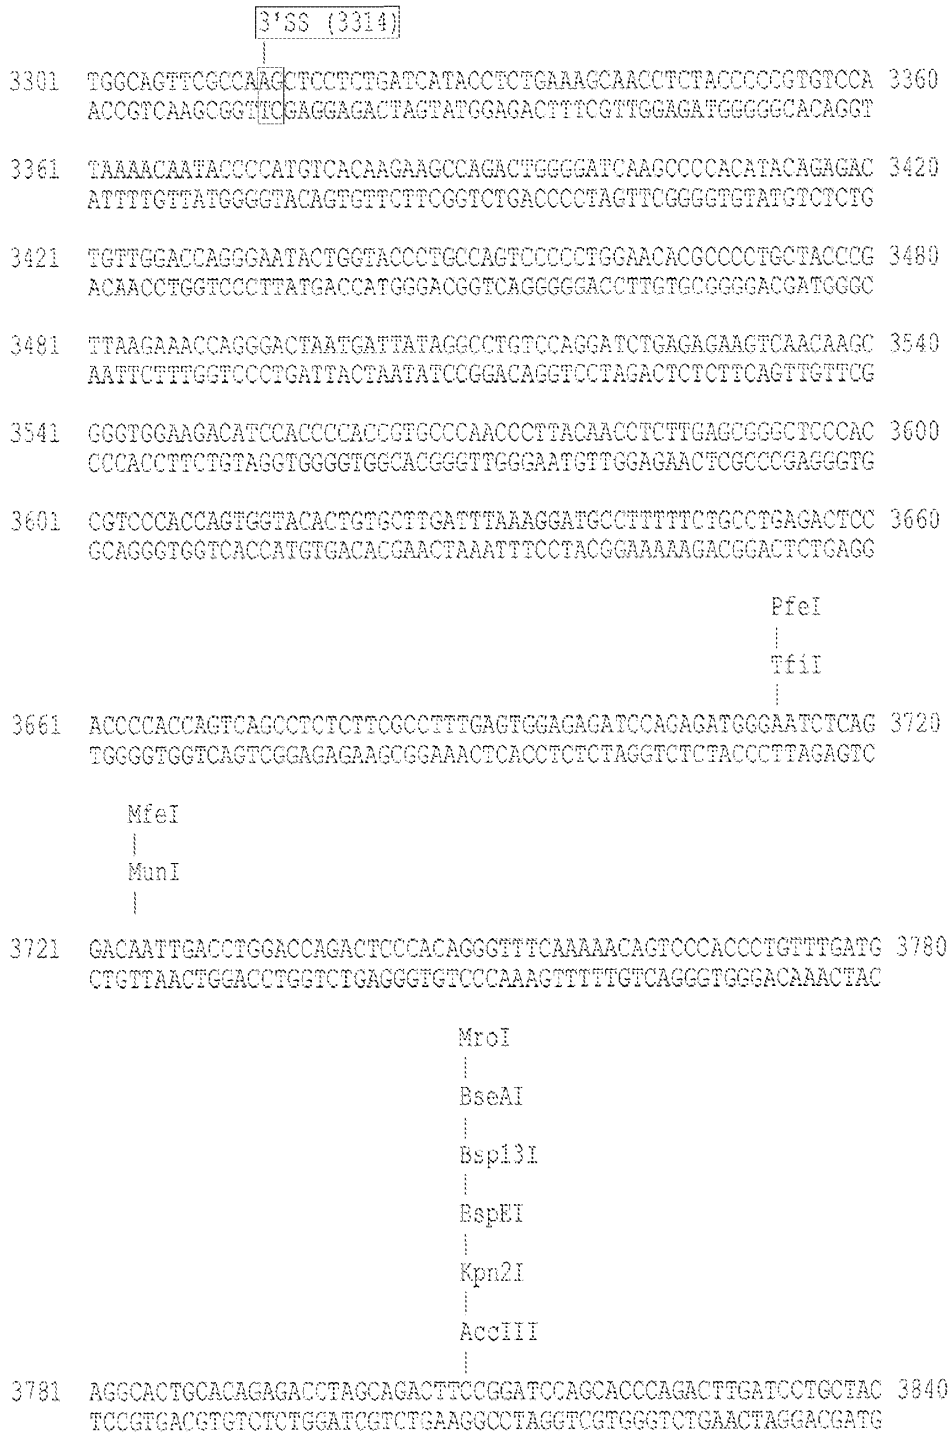 3'SS (3314)
3301 TGGCAGTTCGCCAAGCTCCTCTGATCATACCTCTGAAAGCAACCTCTACCCCCGTGTCCA 3360
ACCGTCAAGCGGTTCGAGGAGACTAGTATGGAGACTTTCGTTGGAGATGGGGGCACAGGT
3361 TAAAACAATACCCCATGTCACAAGAAGCCAGACTGGGGATCAAGCCCCACATACAGAGAC 3420
ATTTTGTTATGGGGTACAGTGTTCTTCGGTCTGACCCCTAGTTCGGGGTGTATGTCTCTG
3421 TGTTGGACCAGGGAATACTGGTACCCTGCCAGTCCCCCTGGAACACGCCCCTGCTACCCG 3480
ACAACCTGGTCCCTTATGACCATGGGACGGTCAGGGGGACCTTGTGCGGGGACGATGGGC
3481 TTAAGAAACCAGGGACTAATGATTATAGGCCTGTCCAGGATCTGAGAGAAGTCAACAAGC 3540
AATTCTTTGGTCCCTGATTACTAATATCCGGACAGGTCCTAGACTCTCTTCAGTTGTTCG
3541 GGGTGGAAGACATCCACCCCACCGTGCCCAACCCTTACAACCTCTTGAGCGGGCTCCCAC 3600
CCCACCTTCTGTAGGTGGGGTGGCACGGGTTGGGAATGTTGGAGAACTCGCCCGAGGGTG
3601 CGTCCCACCAGTGGTACACTGTGCTTGATTTAAAGGATGCCTTTTTCTGCCTGAGACTCC 3660
GCAGGGTGGTCACCATGTGACACGAACTAAATTTCCTACGGAAAAAGACGGACTCTGAGG
PfeI
TfiI
3661 ACCCCACCAGTCAGCCTCTCTTCGCCTTTGAGTGGAGAGATCCAGAGATGGGAATCTCAG 3720
TGGGGTGGTCAGTCGGAGAGAAGCGGAAACTCACCTCTCTAGGTCTCTACCCTTAGAGTC
MfeI
MunI
3721 GACAATTGACCTGGACCAGACTCCCACAGGGTTTCAAAAACAGTCCCACCCTGTTTGATG 3780
CTGTTAACTGGACCTGGTCTGAGGGTGTCCCAAAGTTTTTGTCAGGGTGGGACAAACTAC
MroI
BseAI
Bsp13I
BspEI
Kpn2I
AccIII
3781 AGGCACTGCACAGAGACCTAGCAGACTTCCGGATCCAGCACCCAGACTTGATCCTGCTAC 3840
TCCGTGACGTGTCTCTGGATCGTCTGAAGGCCTAGGTCGTGGGTCTGAACTAGGACGATG